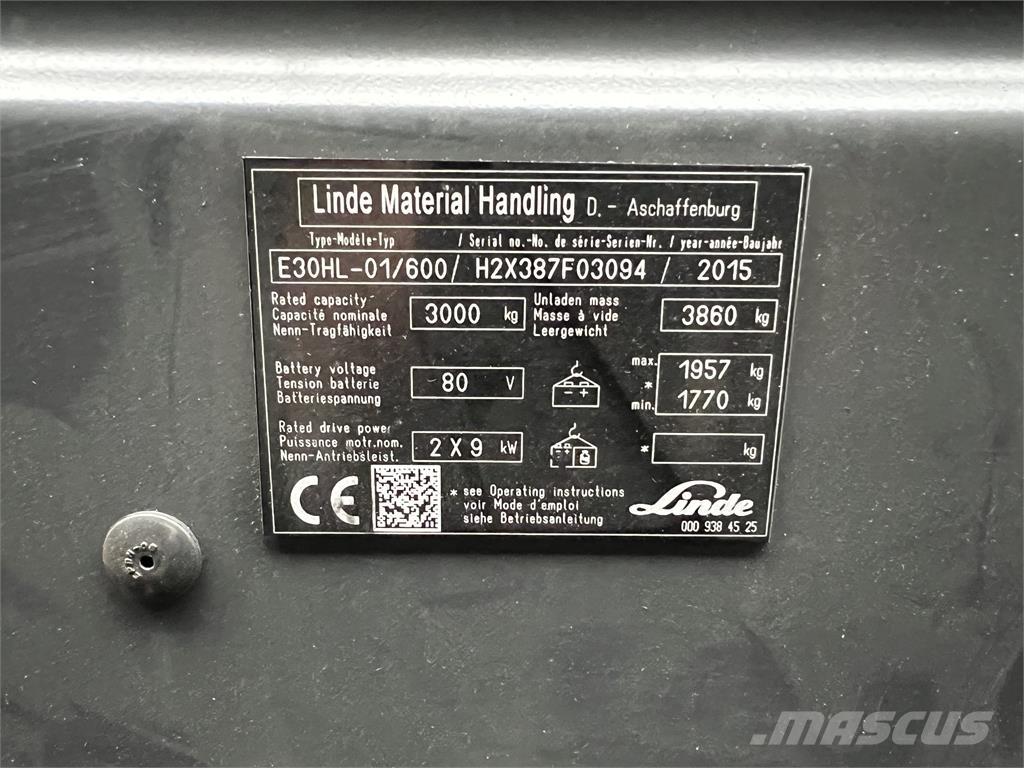 Linde Material Handling D. - Aschaffenburg
Type-Modèle-Typ / Serial no.-No. de série-Serien-Nr. / year-année-Baujahr
E30HL-01/600 / H2X387F03094 / 2015
Rated capacity
Capacité nominale
Nenn-Tragfähigkeit
3000 kg
Unladen mass
Masse à vide
Leergewicht
3860 kg
Battery voltage
Tension batterie
Batteriespannung
80 V
- +
max. 1957 kg
*
min. 1770 kg
Rated drive power
Puissance motr.nom.
Nenn-Antriebsleist.
2 X 9 kW
* kg
CE
* see Operating instructions
voir Mode d'emploi
siehe Betriebsanleitung
Linde
000 938 45 25
MASCUS